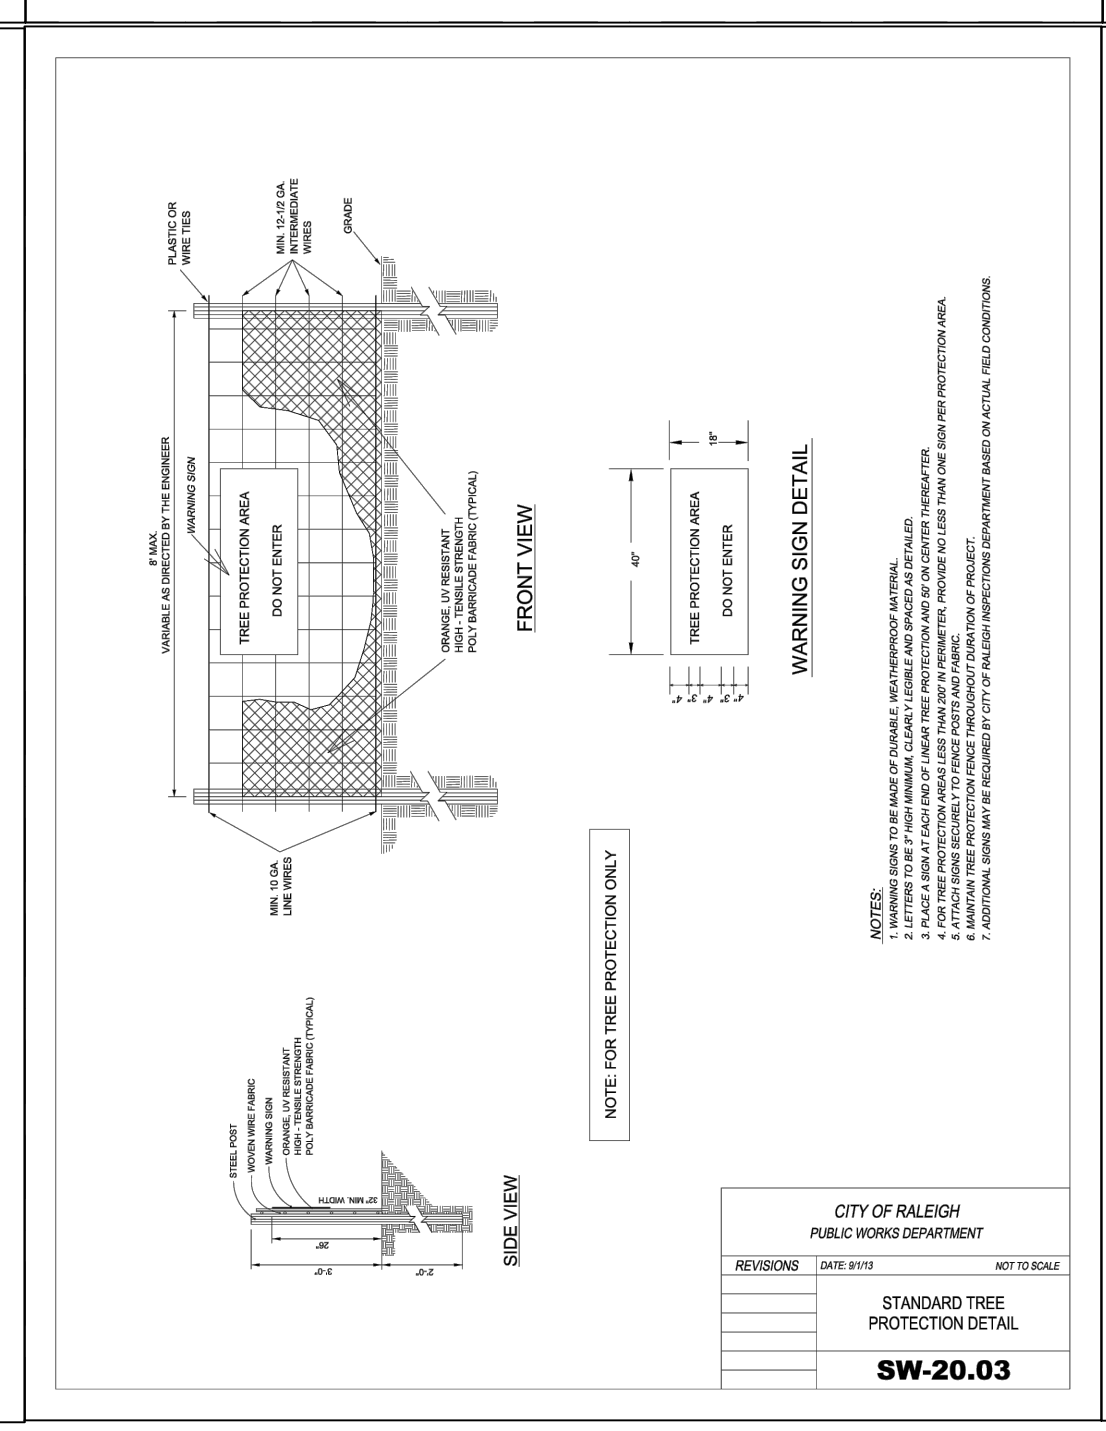 PLASTIC OR
WIRE TIES
MIN. 12-1/2 GA.
INTERMEDIATE
WIRES
GRADE
8' MAX.
VARIABLE AS DIRECTED BY THE ENGINEER
WARNING SIGN
TREE PROTECTION AREA
DO NOT ENTER
ORANGE, UV RESISTANT
HIGH - TENSILE STRENGTH
POLY BARRICADE FABRIC (TYPICAL)
MIN. 10 GA.
LINE WIRES
FRONT VIEW
40"
18"
TREE PROTECTION AREA
DO NOT ENTER
4"
3"
4"
3"
4"
WARNING SIGN DETAIL
STEEL POST
WOVEN WIRE FABRIC
WARNING SIGN
ORANGE, UV RESISTANT
HIGH - TENSILE STRENGTH
POLY BARRICADE FABRIC (TYPICAL)
32" MIN. WIDTH
26"
3'-0"
2'-0"
SIDE VIEW
NOTE: FOR TREE PROTECTION ONLY
NOTES:
1. WARNING SIGNS TO BE MADE OF DURABLE, WEATHERPROOF MATERIAL.
2. LETTERS TO BE 3" HIGH MINIMUM, CLEARLY LEGIBLE AND SPACED AS DETAILED.
3. PLACE A SIGN AT EACH END OF LINEAR TREE PROTECTION AND 50' ON CENTER THEREAFTER.
4. FOR TREE PROTECTION AREAS LESS THAN 200' IN PERIMETER, PROVIDE NO LESS THAN ONE SIGN PER PROTECTION AREA.
5. ATTACH SIGNS SECURELY TO FENCE POSTS AND FABRIC.
6. MAINTAIN TREE PROTECTION FENCE THROUGHOUT DURATION OF PROJECT.
7. ADDITIONAL SIGNS MAY BE REQUIRED BY CITY OF RALEIGH INSPECTIONS DEPARTMENT BASED ON ACTUAL FIELD CONDITIONS.
CITY OF RALEIGH
PUBLIC WORKS DEPARTMENT
REVISIONS
DATE: 9/1/13
NOT TO SCALE
STANDARD TREE
PROTECTION DETAIL
SW-20.03